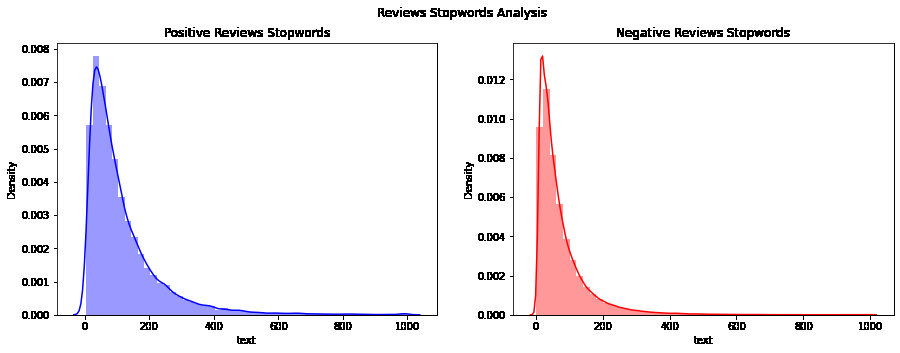 Reviews Stopwords Analysis
Positive Reviews Stopwords
Negative Reviews Stopwords
0.008
0.007
0.006
0.005
0.004
0.003
0.002
0.001
0.000
Density
0 200 400 600 800 1000
text
0.012
0.010
0.008
0.006
0.004
0.002
0.000
Density
0 200 400 600 800 1000
text